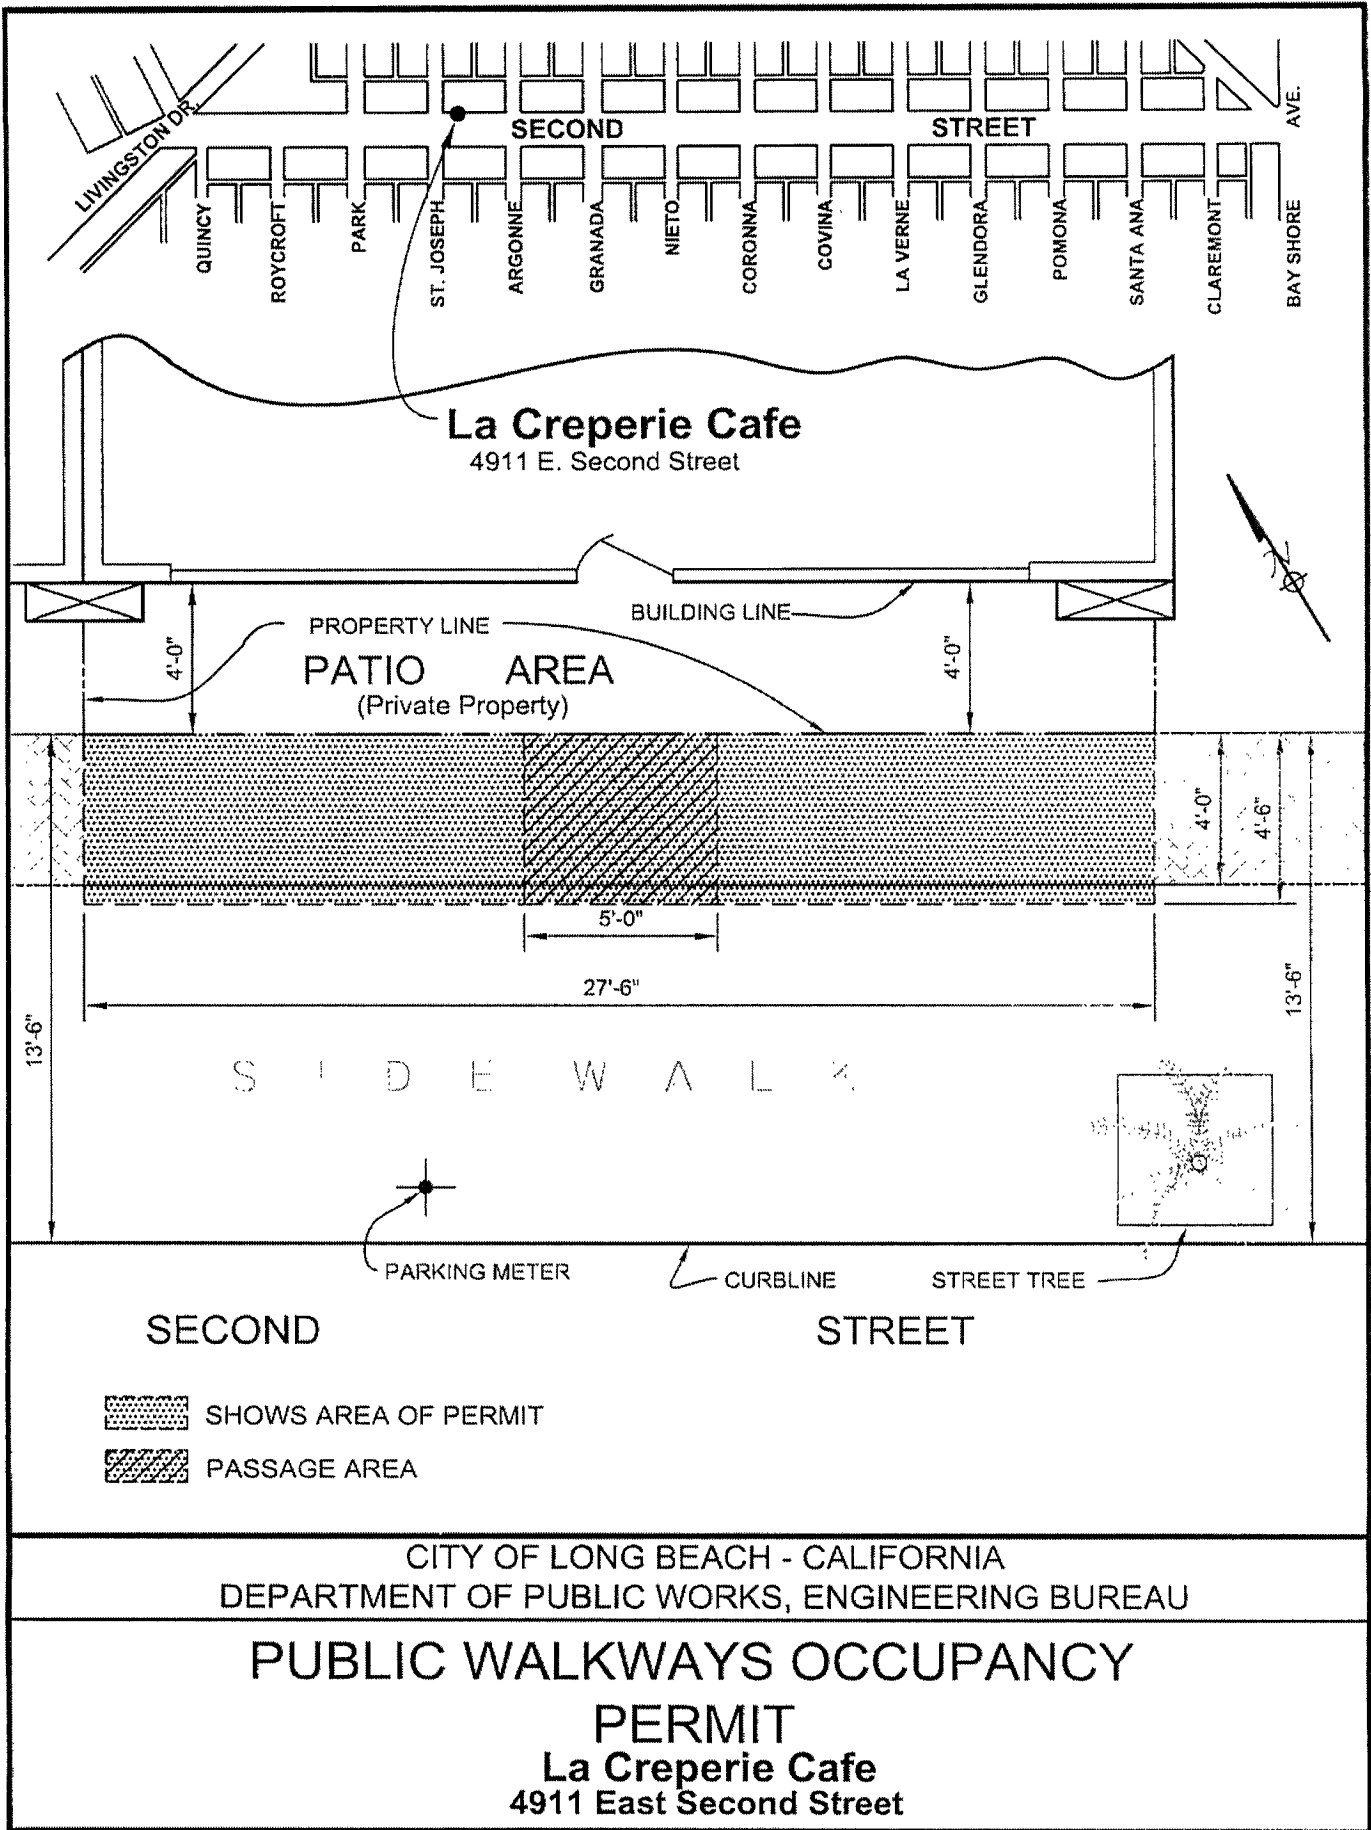 LIVINGSTON DR.
SECOND STREET
AVE.
QUINCY
ROYCROFT
PARK
ST. JOSEPH
ARGONNE
GRANADA
NIETO
CORONNA
COVINA
LA VERNE
GLENDORA
POMONA
SANTA ANA
CLAREMONT
BAY SHORE
La Creperie Cafe
4911 E. Second Street
N
PROPERTY LINE
BUILDING LINE
4'-0"
4'-0"
PATIO AREA
(Private Property)
4'-0"
4'-6"
5'-0"
27'-6"
13'-6"
13'-6"
SIDEWALK
PARKING METER
CURBLINE
STREET TREE
SECOND STREET
SHOWS AREA OF PERMIT
PASSAGE AREA
CITY OF LONG BEACH - CALIFORNIA
DEPARTMENT OF PUBLIC WORKS, ENGINEERING BUREAU
PUBLIC WALKWAYS OCCUPANCY
PERMIT
La Creperie Cafe
4911 East Second Street